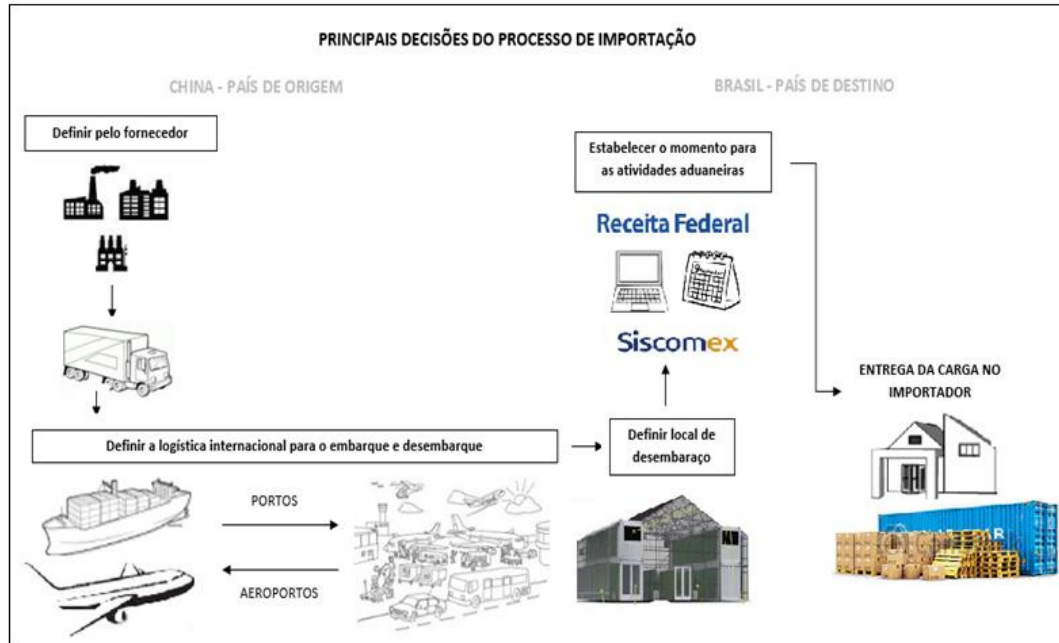 PRINCIPAIS DECISÕES DO PROCESSO DE IMPORTAÇÃO
CHINA - PAÍS DE ORIGEM
BRASIL - PAÍS DE DESTINO
Definir pelo fornecedor
Estabelecer o momento para
as atividades aduaneiras
Receita Federal
Siscomex
ENTREGA DA CARGA NO
IMPORTADOR
Definir a logística internacional para o embarque e desembarque
Definir local de
desembaraço
PORTOS
AEROPORTOS